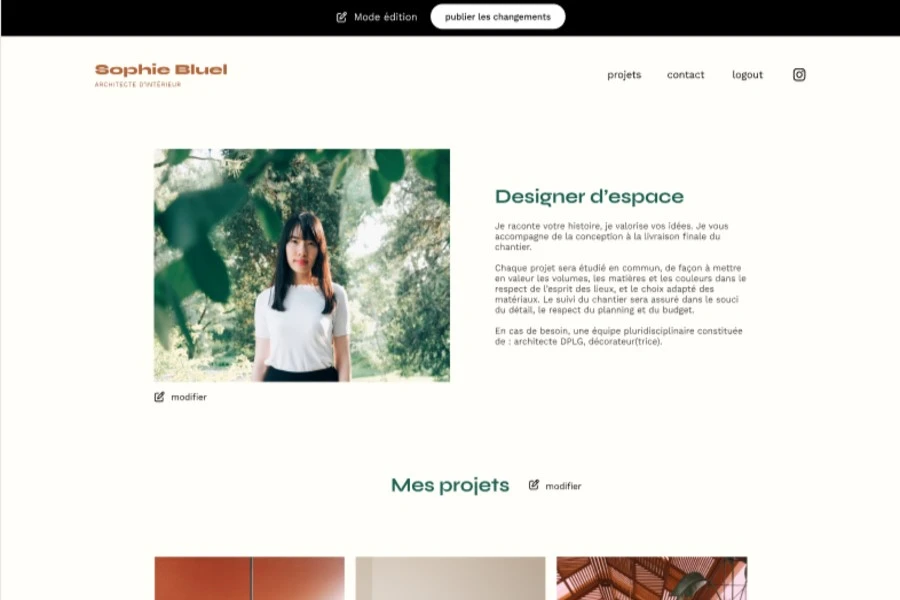 Mode édition
publier les changements
Sophie Bluel
ARCHITECTE D'INTÉRIEUR
projets
contact
logout
Designer d'espace
Je raconte votre histoire, je valorise vos idées. Je vous
accompagne de la conception à la livraison finale du
chantier.
Chaque projet sera étudié en commun, de façon à mettre
en valeur les volumes, les matières et les couleurs dans le
respect de l'esprit des lieux, et le choix adapté des
matériaux. Le suivi du chantier sera assuré dans le souci
du détail, le respect du planning et du budget.
En cas de besoin, une équipe pluridisciplinaire constituée
de : architecte DPLG, décorateur(trice).
modifier
Mes projets
modifier